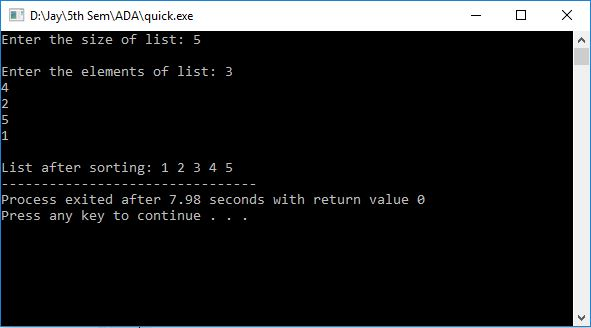 D:\Jay\5th Sem\ADA\quick.exe
Enter the size of list: 5
Enter the elements of list: 3
4
2
5
1
List after sorting: 1 2 3 4 5
--------------------------------
Process exited after 7.98 seconds with return value 0
Press any key to continue . . .